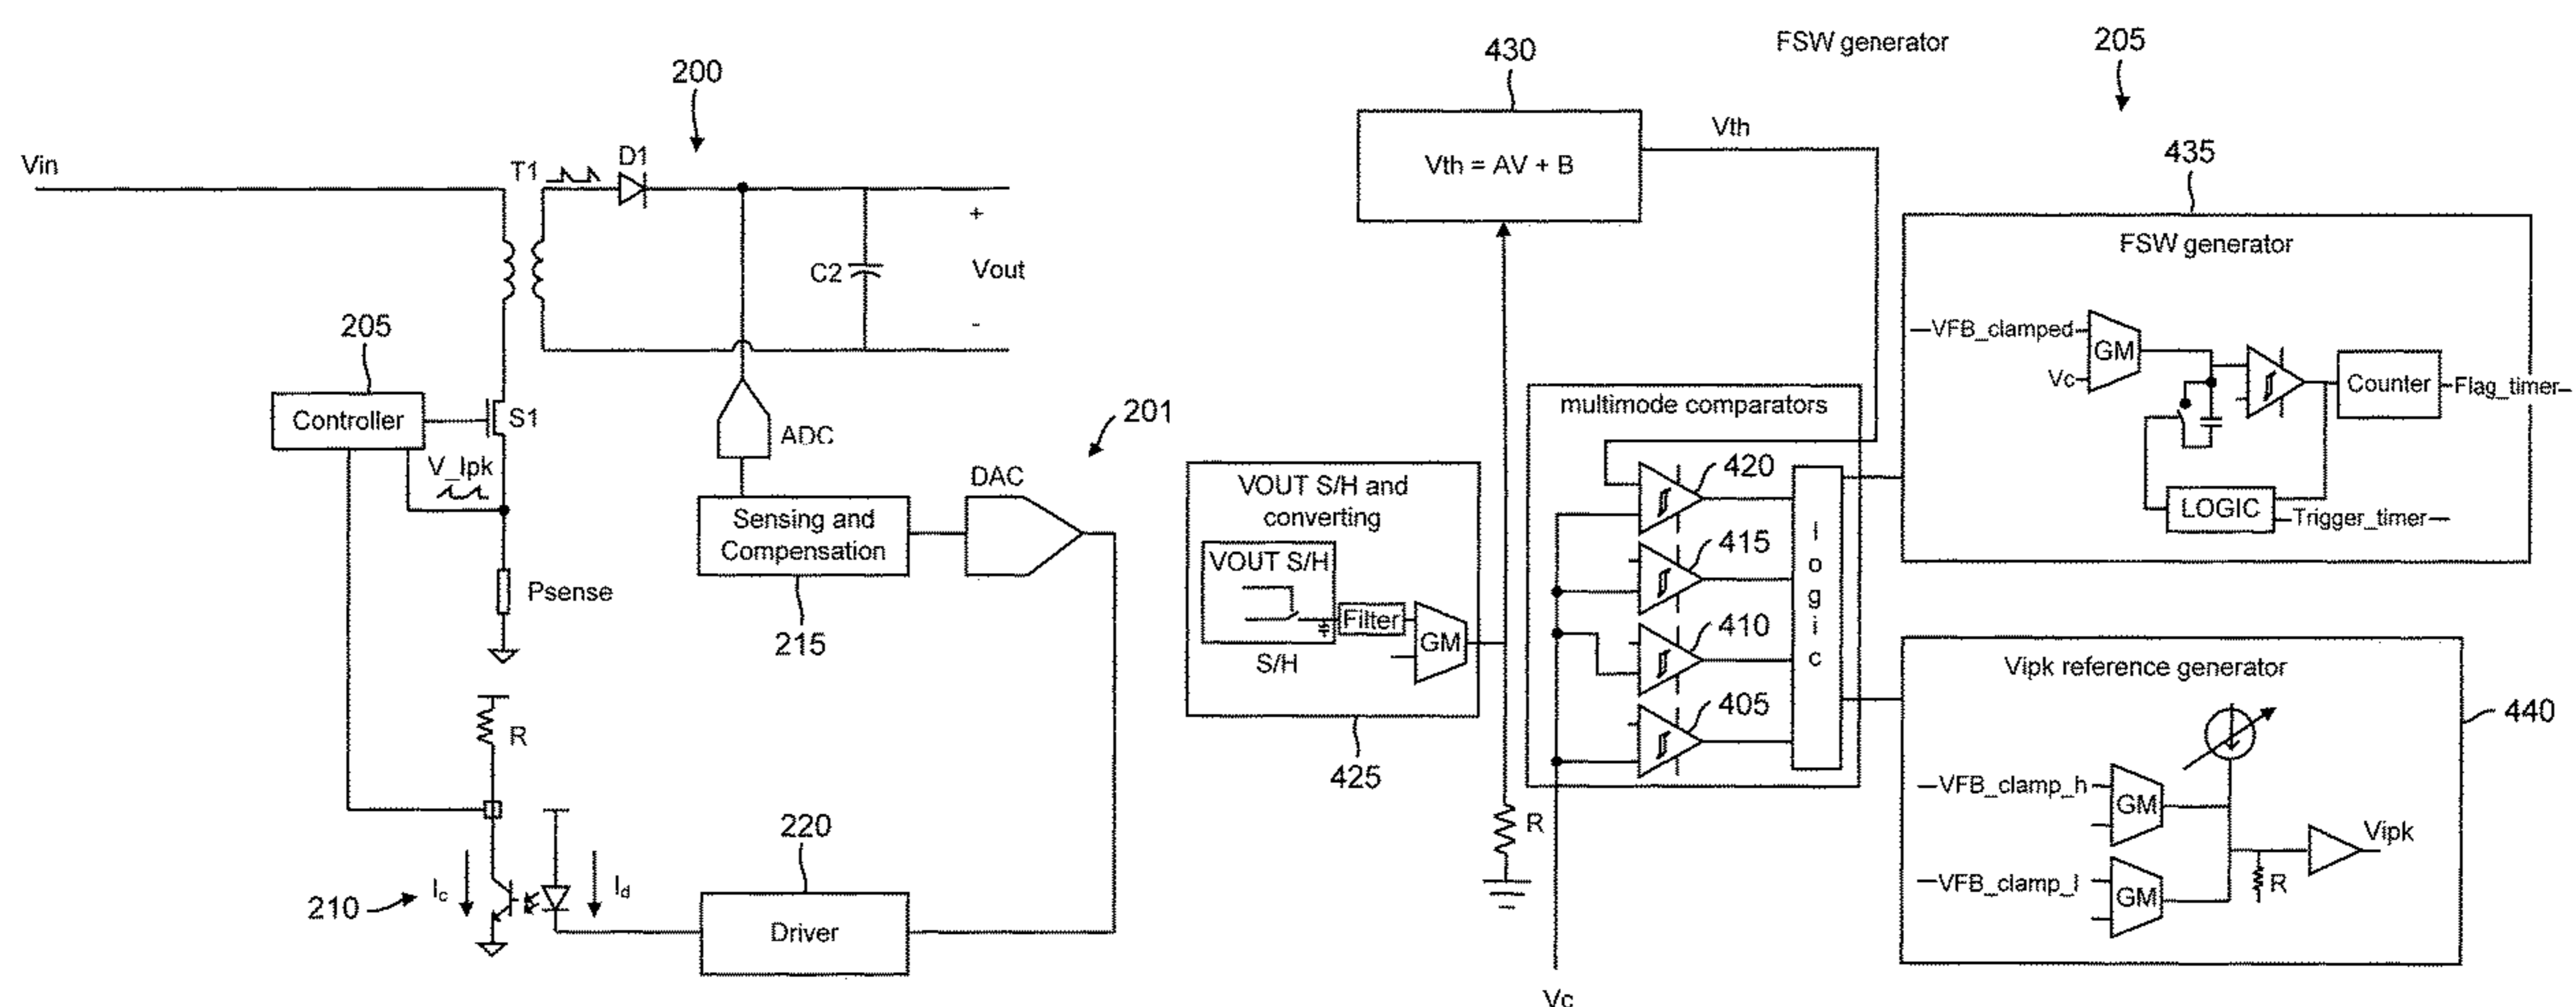 200
Vin
T1
D1
+
C2
Vout
-
205
Controller
S1
V_Ipk
ADC
201
DAC
Sensing and
Compensation
Psense
215
R
220
210
Ic
Id
Driver
430
FSW generator
205
Vth = AV + B
Vth
435
FSW generator
VFB_clamped
GM
Vc
Counter
Flag_timer
LOGIC
Trigger_timer
multimode comparators
420
415
410
405
logic
VOUT S/H and
converting
VOUT S/H
Filter
GM
S/H
425
R
Vc
Vipk reference generator
440
VFB_clamp_h
GM
Vipk
VFB_clamp_l
GM
R